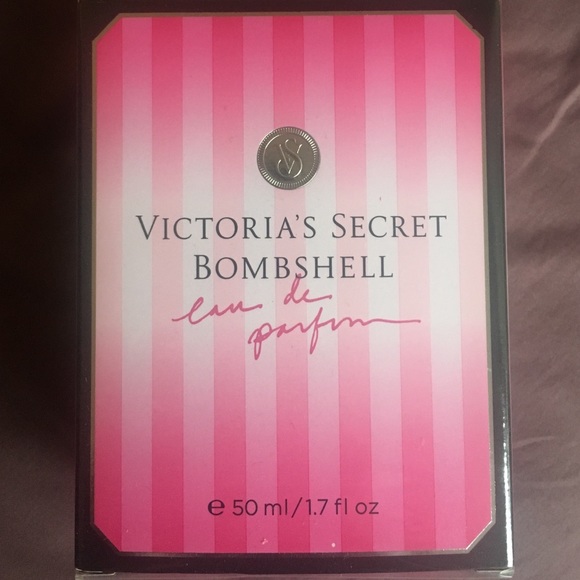 VS
VICTORIA'S SECRET
BOMBSHELL
eau de
parfum
e 50 ml/1.7 fl oz